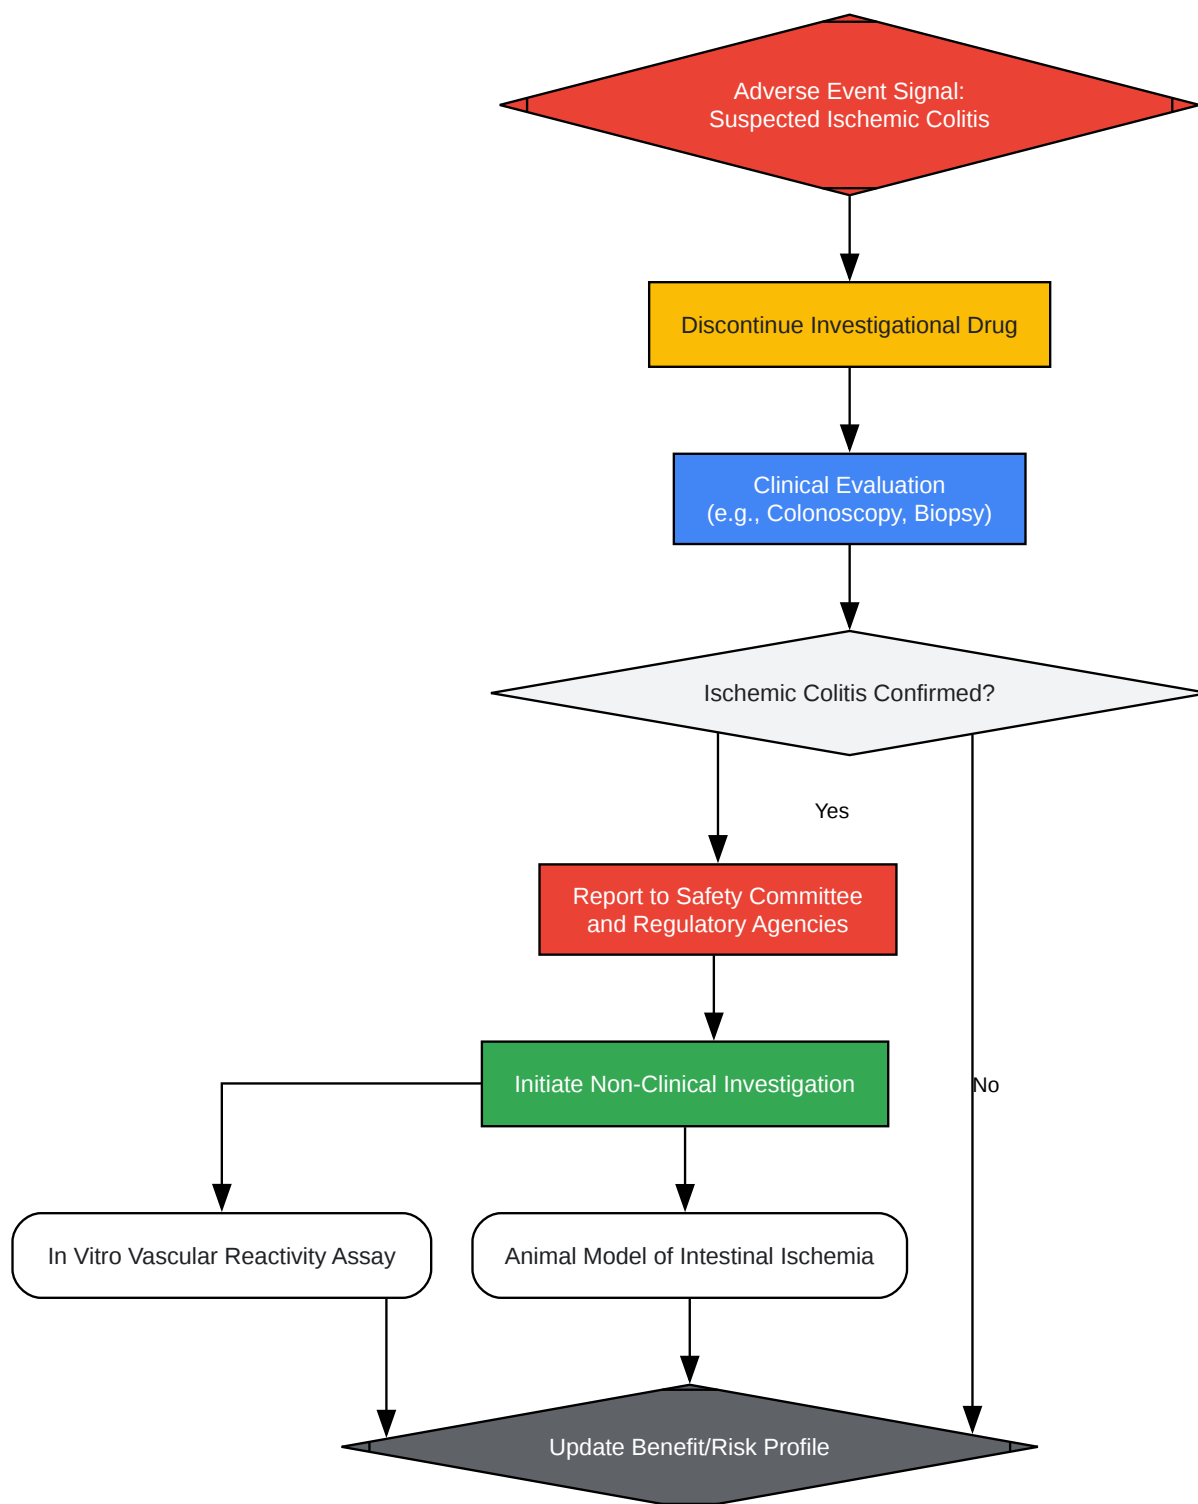 Adverse Event Signal:
Suspected Ischemic Colitis
Discontinue Investigational Drug
Clinical Evaluation
(e.g., Colonoscopy, Biopsy)
Ischemic Colitis Confirmed?
Yes
Report to Safety Committee
and Regulatory Agencies
Initiate Non-Clinical Investigation
No
In Vitro Vascular Reactivity Assay
Animal Model of Intestinal Ischemia
Update Benefit/Risk Profile